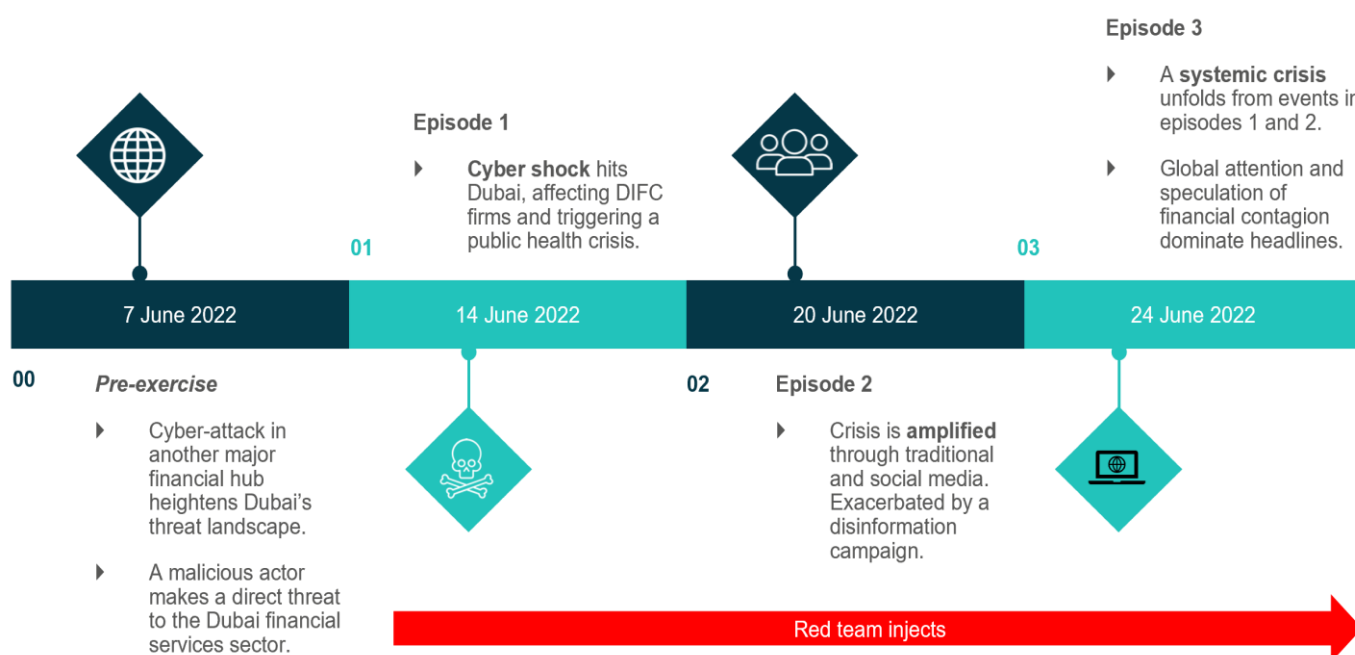 Episode 3
A systemic crisis
unfolds from events in
episodes 1 and 2.
Global attention and
speculation of
financial contagion
dominate headlines.
03
Episode 1
Cyber shock hits
Dubai, affecting DIFC
firms and triggering a
public health crisis.
01
7 June 2022
14 June 2022
20 June 2022
24 June 2022
00
Pre-exercise
Cyber-attack in
another major
financial hub
heightens Dubai's
threat landscape.
A malicious actor
makes a direct threat
to the Dubai financial
services sector.
02
Episode 2
Crisis is amplified
through traditional
and social media.
Exacerbated by a
disinformation
campaign.
Red team injects